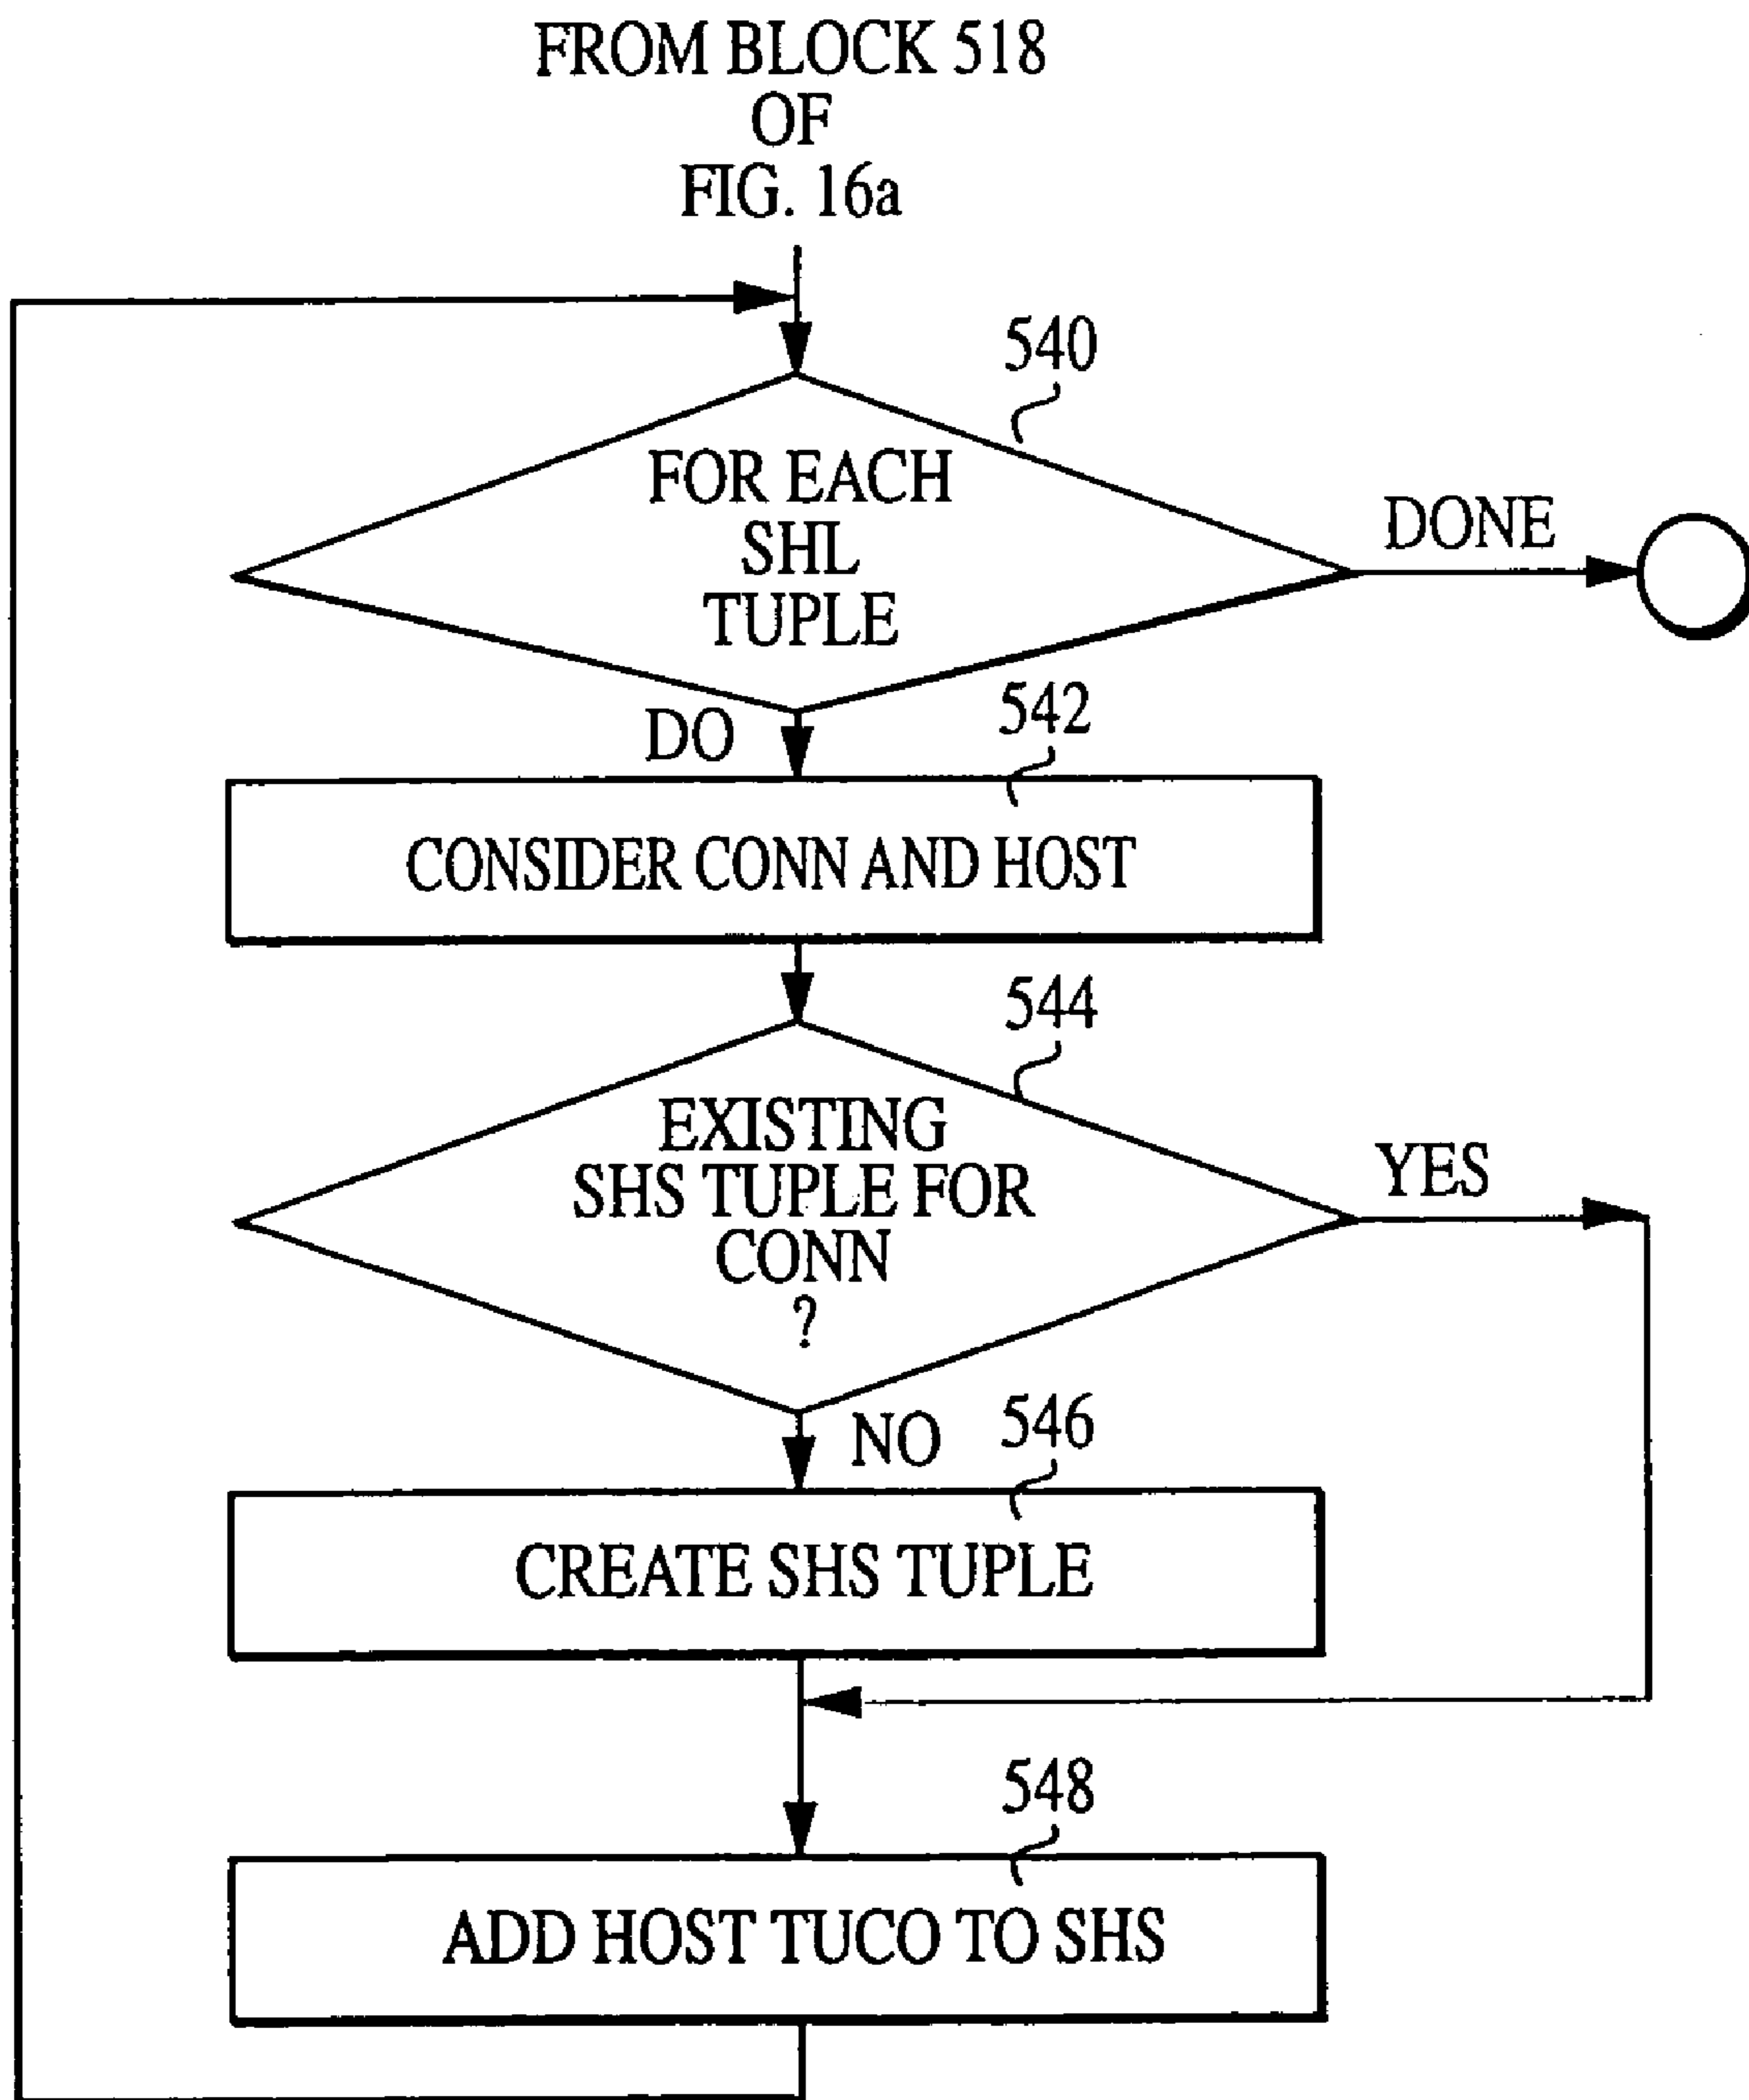 FROM BLOCK 518
OF
FIG. 16a
540
FOR EACH
SHL
TUPLE
DONE
DO
542
CONSIDER CONN AND HOST
544
EXISTING
SHS TUPLE FOR
CONN
?
YES
NO
546
CREATE SHS TUPLE
548
ADD HOST TUCO TO SHS